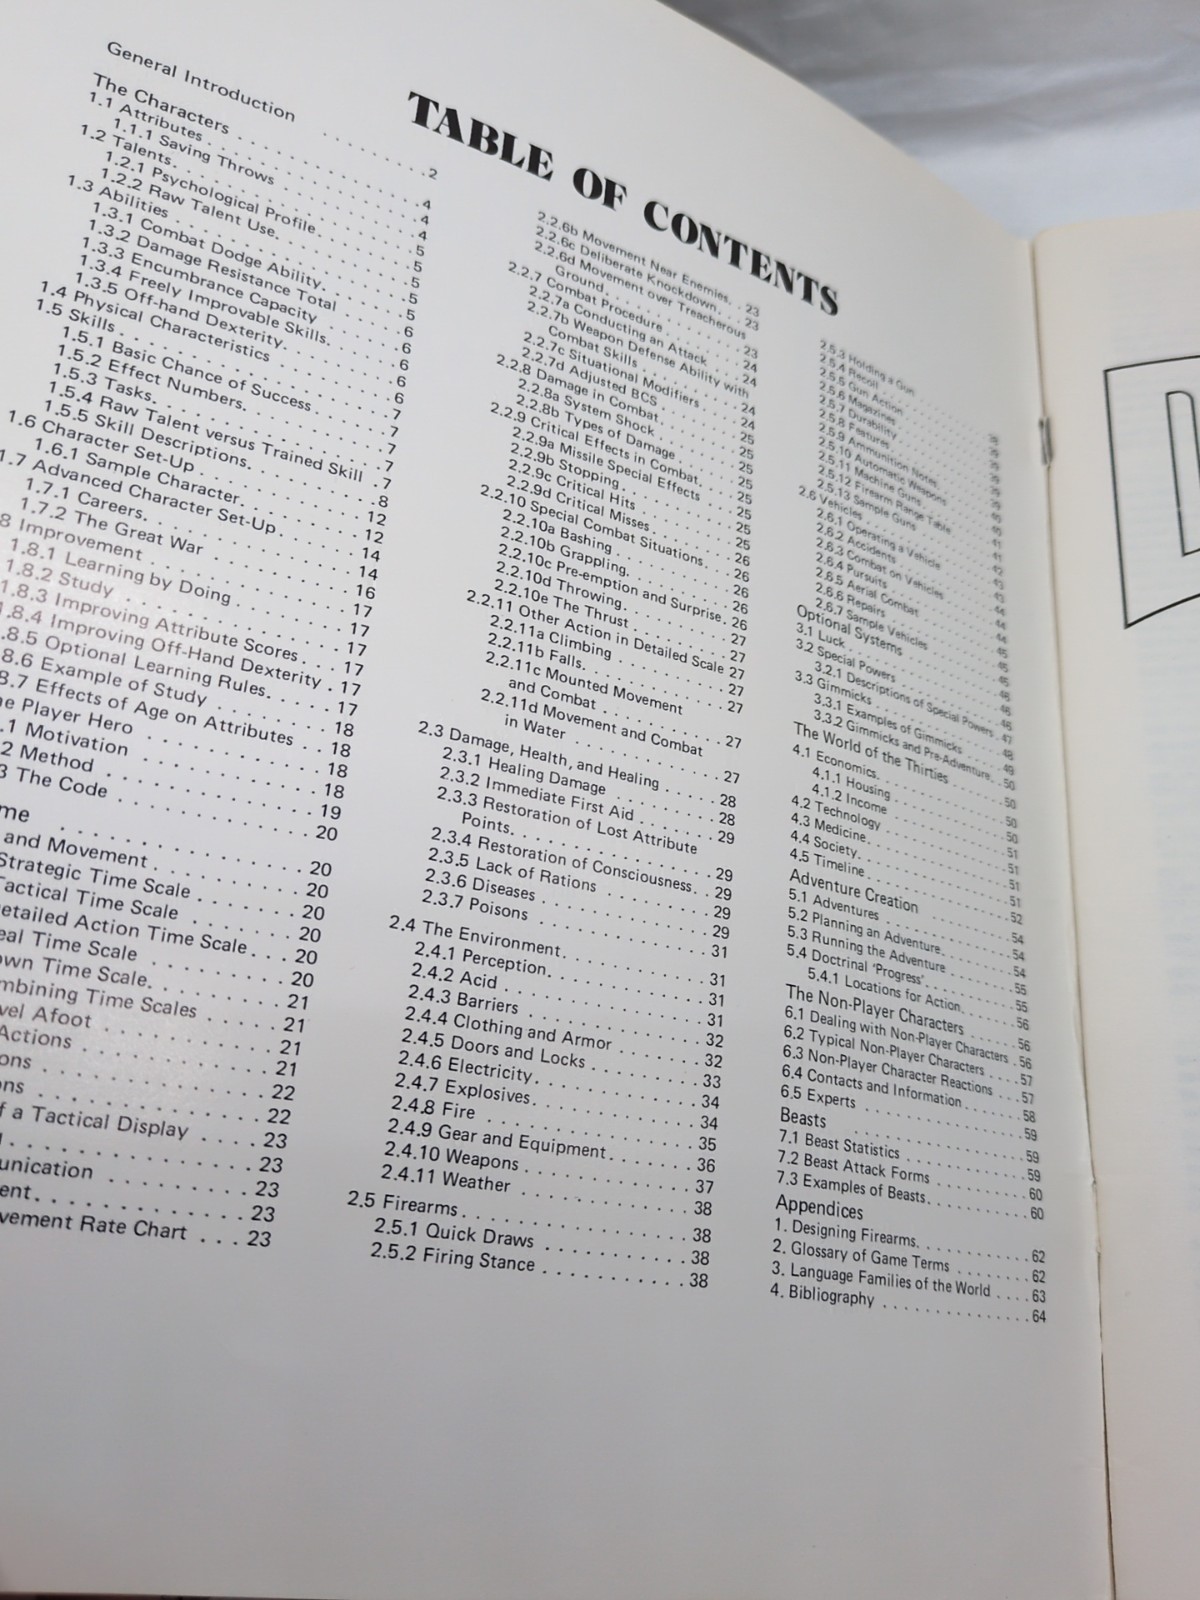 TABLE OF CONTENTS
General Introduction . . . . . . . . 2
The Characters . . . . . . . . 4
1.1 Attributes . . . . . . . . 4
1.1.1 Saving Throws . . . . . . . . 4
1.2 Talents . . . . . . . . 5
1.2.1 Psychological Profile . . . . . . . . 5
1.2.2 Raw Talent Use . . . . . . . . 5
1.3 Abilities . . . . . . . . 5
1.3.1 Combat Dodge Ability . . . . . . 5
1.3.2 Damage Resistance Total . . . . 6
1.3.3 Encumbrance Capacity . . . . 6
1.3.4 Freely Improvable Skills . . . . 6
1.3.5 Off-hand Dexterity . . . . . . 6
1.4 Physical Characteristics . . . . . . 6
1.5 Skills . . . . . . . . 7
1.5.1 Basic Chance of Success . . . . . 7
1.5.2 Effect Numbers . . . . . . . . 7
1.5.3 Tasks . . . . . . . . 7
1.5.4 Raw Talent versus Trained Skill . 7
1.5.5 Skill Descriptions . . . . . . . . 8
1.6 Character Set-Up . . . . . . . . 12
1.6.1 Sample Character . . . . . . . . 12
1.7 Advanced Character Set-Up . . . . . 14
1.7.1 Careers . . . . . . . . 14
1.7.2 The Great War . . . . . . . . 16
8 Improvement . . . . . . . . 17
1.8.1 Learning by Doing . . . . . . . 17
1.8.2 Study . . . . . . . . 17
1.8.3 Improving Attribute Scores . . . 17
1.8.4 Improving Off-Hand Dexterity . 17
.8.5 Optional Learning Rules . . . . . 17
8.6 Example of Study . . . . . . . . 18
8.7 Effects of Age on Attributes . . 18
e Player Hero . . . . . . . . 18
.1 Motivation . . . . . . . . 18
2 Method . . . . . . . . 19
3 The Code . . . . . . . . 20
me . . . . . . . . 20
and Movement . . . . . . . . 20
Strategic Time Scale . . . . . . . 20
Tactical Time Scale . . . . . . . 20
etailed Action Time Scale . . . 20
eal Time Scale . . . . . . . . 20
own Time Scale . . . . . . . . 21
mbining Time Scales . . . . . 21
vel Afoot . . . . . . . . 21
Actions . . . . . . . . 21
ons . . . . . . . . 22
ns . . . . . . . . 22
f a Tactical Display . . . . 23
. . . . . . . . 23
unication . . . . . . . . 23
ent . . . . . . . . 23
vement Rate Chart . . . 23
2.2.6b Movement Near Enemies . . 23
2.2.6c Deliberate Knockdown . . . 23
2.2.6d Movement over Treacherous
Ground . . . . . . . . 23
2.2.7 Combat Procedure . . . . . . . 24
2.2.7a Conducting an Attack . . . . 24
2.2.7b Weapon Defense Ability with
Combat Skills . . . . . . . . 24
2.2.7c Situational Modifiers . . . . 24
2.2.7d Adjusted BCS . . . . . . . . 25
2.2.8 Damage in Combat . . . . . . . 25
2.2.8a System Shock . . . . . . . . 25
2.2.8b Types of Damage . . . . . . . 25
2.2.9 Critical Effects in Combat . . . . 25
2.2.9a Missile Special Effects . . . . 25
2.2.9b Stopping . . . . . . . . 25
2.2.9c Critical Hits . . . . . . . . 26
2.2.9d Critical Misses . . . . . . . . 26
2.2.10 Special Combat Situations . . . 26
2.2.10a Bashing . . . . . . . . 26
2.2.10b Grappling . . . . . . . . 26
2.2.10c Pre-emption and Surprise . 26
2.2.10d Throwing . . . . . . . . 27
2.2.10e The Thrust . . . . . . . . 27
2.2.11 Other Action in Detailed Scale 27
2.2.11a Climbing . . . . . . . . 27
2.2.11b Falls . . . . . . . . 27
2.2.11c Mounted Movement
and Combat . . . . . . . . 27
2.2.11d Movement and Combat
in Water . . . . . . . . 27
2.3 Damage, Health, and Healing . . . . . 28
2.3.1 Healing Damage . . . . . . . . 28
2.3.2 Immediate First Aid . . . . . . . 29
2.3.3 Restoration of Lost Attribute
Points . . . . . . . . 29
2.3.4 Restoration of Consciousness . . 29
2.3.5 Lack of Rations . . . . . . . . 29
2.3.6 Diseases . . . . . . . . 29
2.3.7 Poisons . . . . . . . . 31
2.4 The Environment . . . . . . . . 31
2.4.1 Perception . . . . . . . . 31
2.4.2 Acid . . . . . . . . 31
2.4.3 Barriers . . . . . . . . 32
2.4.4 Clothing and Armor . . . . . . 32
2.4.5 Doors and Locks . . . . . . . . 33
2.4.6 Electricity . . . . . . . . 34
2.4.7 Explosives . . . . . . . . 34
2.4.8 Fire . . . . . . . . 35
2.4.9 Gear and Equipment . . . . . . . 36
2.4.10 Weapons . . . . . . . . 37
2.4.11 Weather . . . . . . . . 38
2.5 Firearms . . . . . . . . 38
2.5.1 Quick Draws . . . . . . . . 38
2.5.2 Firing Stance . . . . . . . . 38
2.5.3 Holding a Gun
2.5.4 Recoil
2.5.5 Gun Action
2.5.6 Magazines
2.5.7 Durability
2.5.8 Features
2.5.9 Ammunition Notes
2.5.10 Automatic Weapons
2.5.11 Machine Guns
2.5.12 Firearm Range Table
2.5.13 Sample Guns
2.6 Vehicles
2.6.1 Operating a Vehicle
2.6.2 Accidents
2.6.3 Combat on Vehicles
2.6.4 Pursuits
2.6.5 Aerial Combat
2.6.6 Repairs
2.6.7 Sample Vehicles
Optional Systems
3.1 Luck
3.2 Special Powers
3.2.1 Descriptions of Special Powers
3.3 Gimmicks
3.3.1 Examples of Gimmicks
3.3.2 Gimmicks and Pre-Adventure
The World of the Thirties . . . . . 50
4.1 Economics . . . . . . . . 50
4.1.1 Housing . . . . . . . . 50
4.1.2 Income . . . . . . . . 51
4.2 Technology . . . . . . . . 51
4.3 Medicine . . . . . . . . 51
4.4 Society . . . . . . . . 51
4.5 Timeline . . . . . . . . 52
Adventure Creation . . . . . . . . 54
5.1 Adventures . . . . . . . . 54
5.2 Planning an Adventure . . . . . . 54
5.3 Running the Adventure . . . . . . 55
5.4 Doctrinal 'Progress' . . . . . . . . 55
5.4.1 Locations for Action . . . . . . 56
The Non-Player Characters . . . . . . 56
6.1 Dealing with Non-Player Characters . 56
6.2 Typical Non-Player Characters . . . . 57
6.3 Non-Player Character Reactions . . . 57
6.4 Contacts and Information . . . . . . . 58
6.5 Experts . . . . . . . . 59
Beasts . . . . . . . . 59
7.1 Beast Statistics . . . . . . . . 59
7.2 Beast Attack Forms . . . . . . . . 60
7.3 Examples of Beasts . . . . . . . . 60
Appendices
1. Designing Firearms . . . . . . . . 62
2. Glossary of Game Terms . . . . . . . . 62
3. Language Families of the World . . . . 63
4. Bibliography . . . . . . . . 64